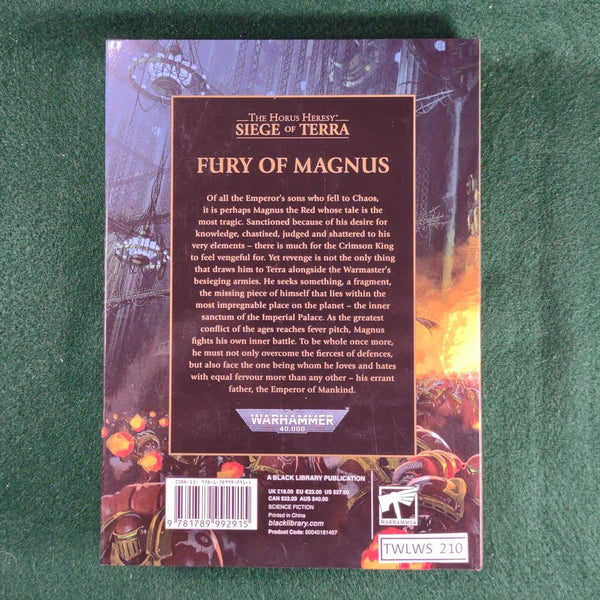 THE HORUS HERESY®
SIEGE OF TERRA
FURY OF MAGNUS
Of all the Emperor's sons who fell to Chaos,
it is perhaps Magnus the Red whose tale is the
most tragic. Sanctioned because of his desire for
knowledge, chastised, judged and shattered to his
very elements – there is much for the Crimson King
to feel vengeful for. Yet revenge is not the only thing
that draws him to Terra alongside the Warmaster's
besieging armies. He seeks something, a fragment,
the missing piece of himself that lies within the
most impregnable place on the planet – the inner
sanctum of the Imperial Palace. As the greatest
conflict of the ages reaches fever pitch, Magnus
fights his own inner battle. To be whole once more,
he must not only overcome the fiercest of defences,
but also face the one being whom he loves and hates
with equal fervour more than any other – his errant
father, the Emperor of Mankind.
WARHAMMER
40,000
A BLACK LIBRARY PUBLICATION
UK £18.00 EU €22.00 US $27.00
CAN $32.00 AUS $40.00
SCIENCE FICTION
Printed in China
blacklibrary.com
Product Code: 60040181497
9 781789 992915
WARHAMMER
TWLWS 210